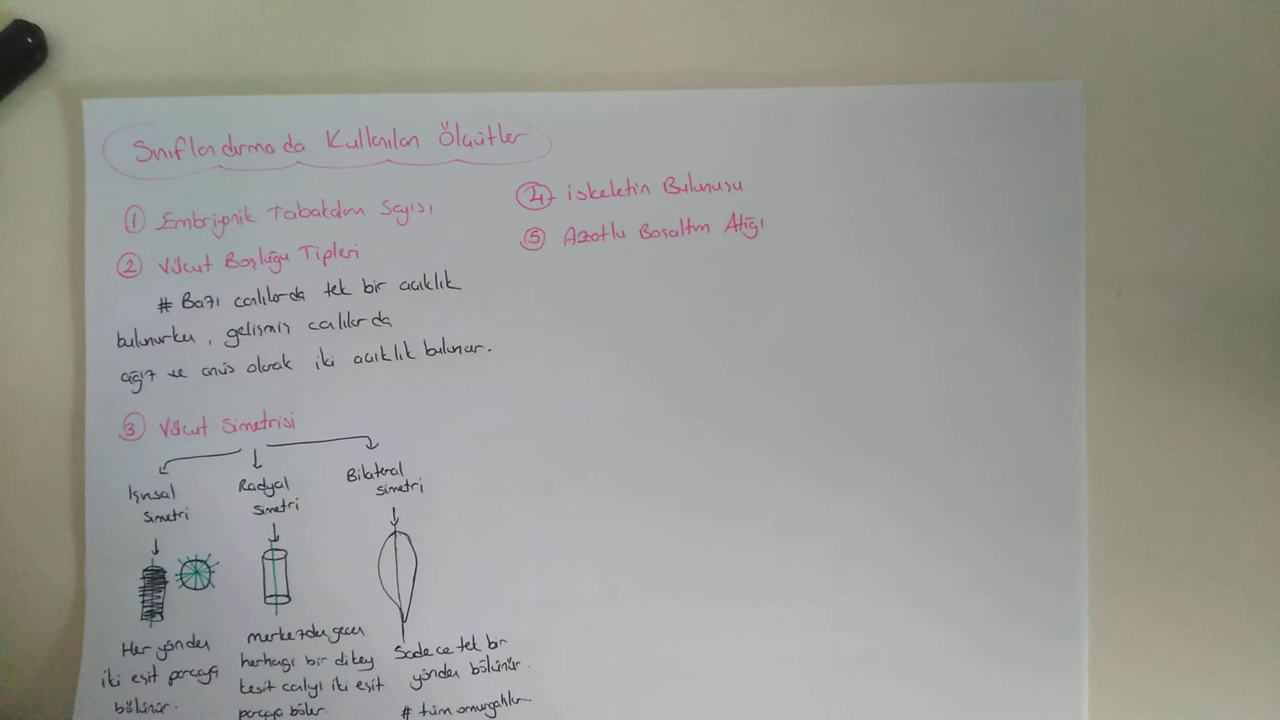 Sınıflandırmada Kullanılan Ölçütler
① Embriyonik Tabakaların Sayısı
② Vücut Boşluğu Tipleri
# Bazı canlılarda tek bir açıklık
bulunurken, gelişmiş canlılarda
ağız ve anüs olarak iki açıklık bulunur.
③ Vücut Simetrisi
Işınsal
Simetri
Her yönden
iki eşit parçaya
bölünür.
Radyal
Simetri
merkezden geçen
herhangi bir dikey
kesit canlıyı iki eşit
parçaya böler.
Bilateral
Simetri
Sadece tek bir
yönden bölünür.
# tüm omurgalılar
④ iskeletin Bulunuşu
⑤ Azotlu Boşaltım Atığı